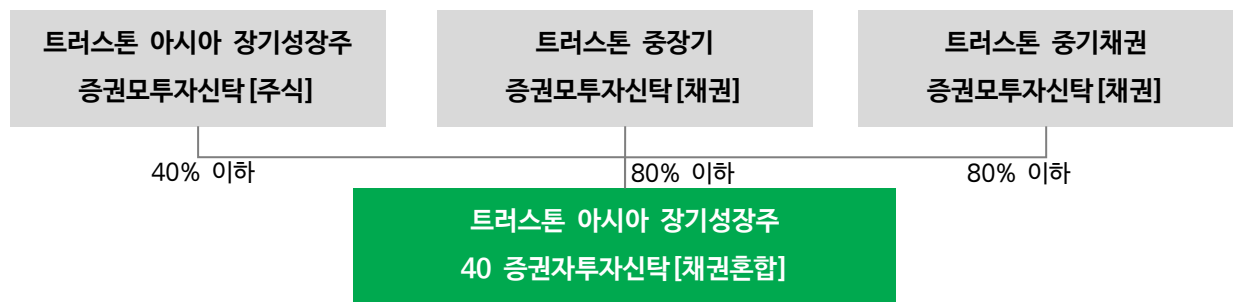 트러스톤 아시아 장기성장주
증권모투자신탁[주식]
트러스톤 중장기
증권모투자신탁[채권]
트러스톤 중기채권
증권모투자신탁[채권]
40% 이하
80% 이하
80% 이하
트러스톤 아시아 장기성장주
40 증권자투자신탁[채권혼합]